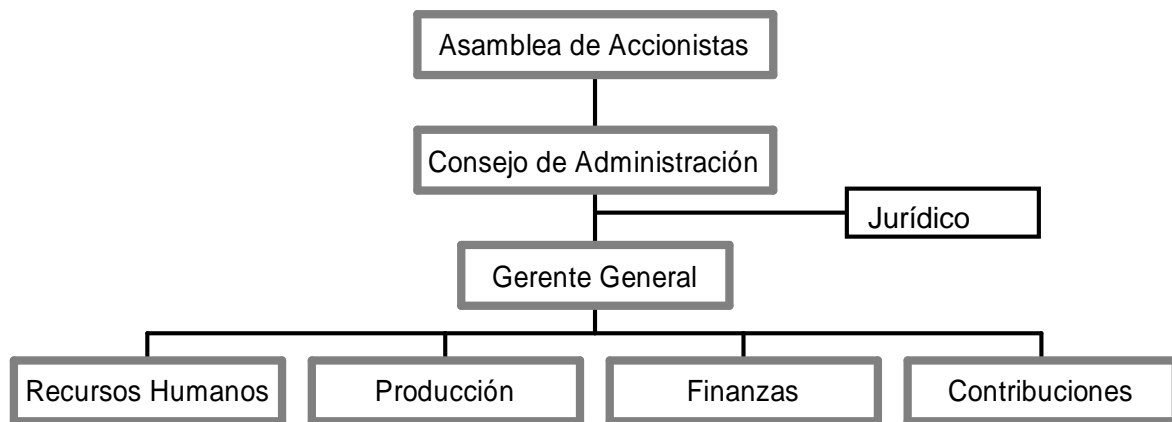 Asamblea de Accionistas
Consejo de Administración
Jurídico
Gerente General
Recursos Humanos
Producción
Finanzas
Contribuciones